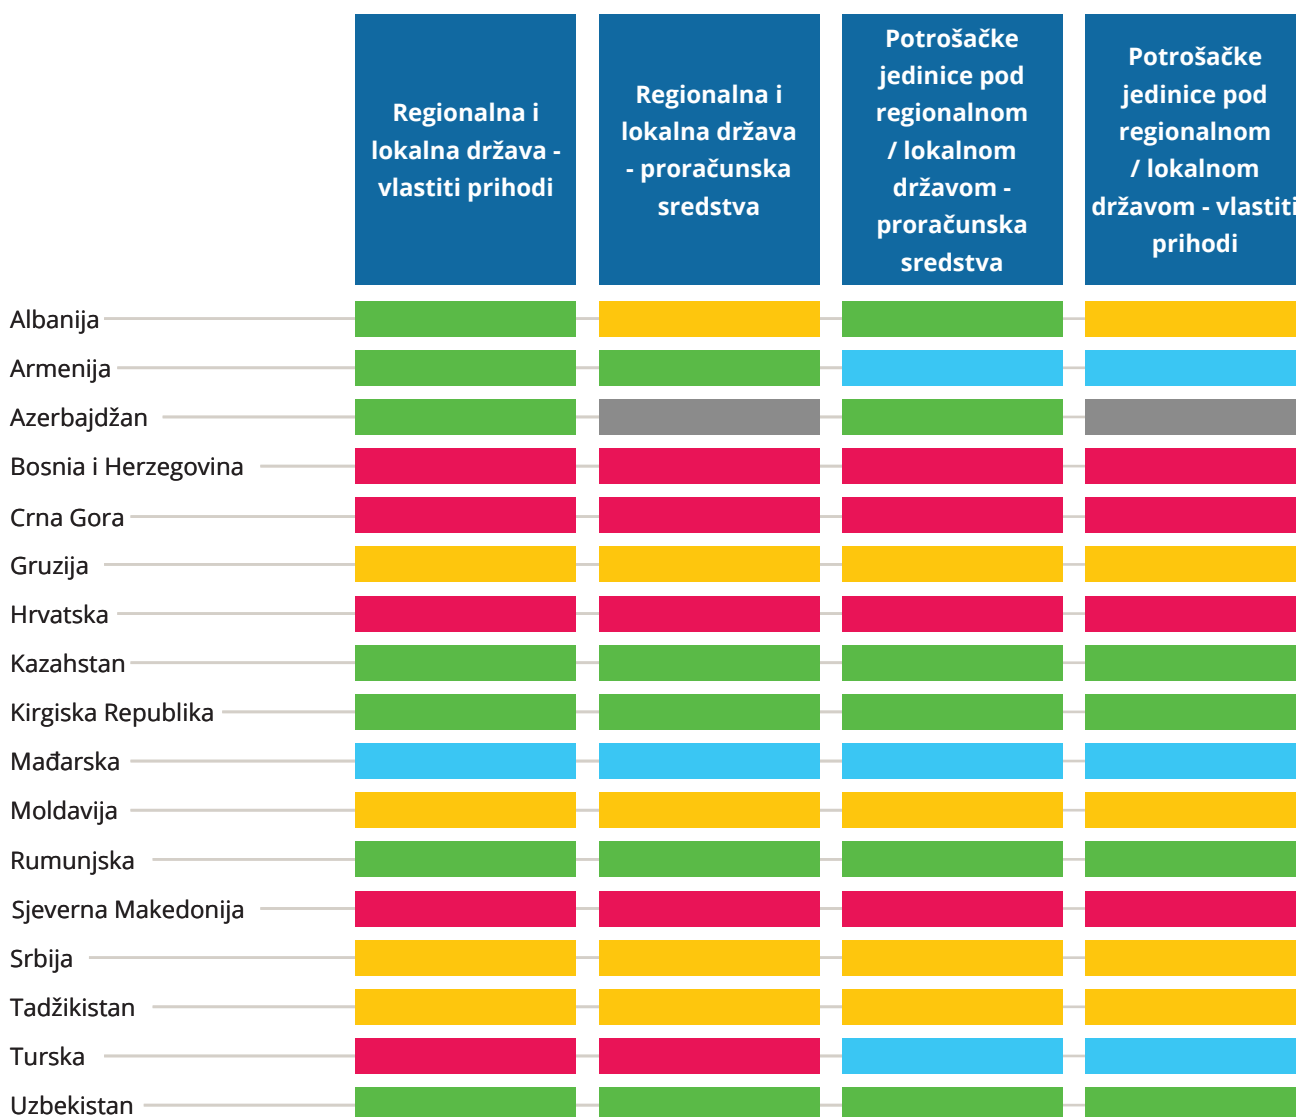 Regionalna i
lokalna država -
vlastiti prihodi
Regionalna i
lokalna država
- proračunska
sredstva
Potrošačke
jedinice pod
regionalnom
/ lokalnom
državom -
proračunska
sredstva
Potrošačke
jedinice pod
regionalnom
/ lokalnom
državom - vlastiti
prihodi
Albanija
Armenija
Azerbajdžan
Bosnia i Herzegovina
Crna Gora
Gruzija
Hrvatska
Kazahstan
Kirgiska Republika
Mađarska
Moldavija
Rumunjska
Sjeverna Makedonija
Srbija
Tadžikistan
Turska
Uzbekistan